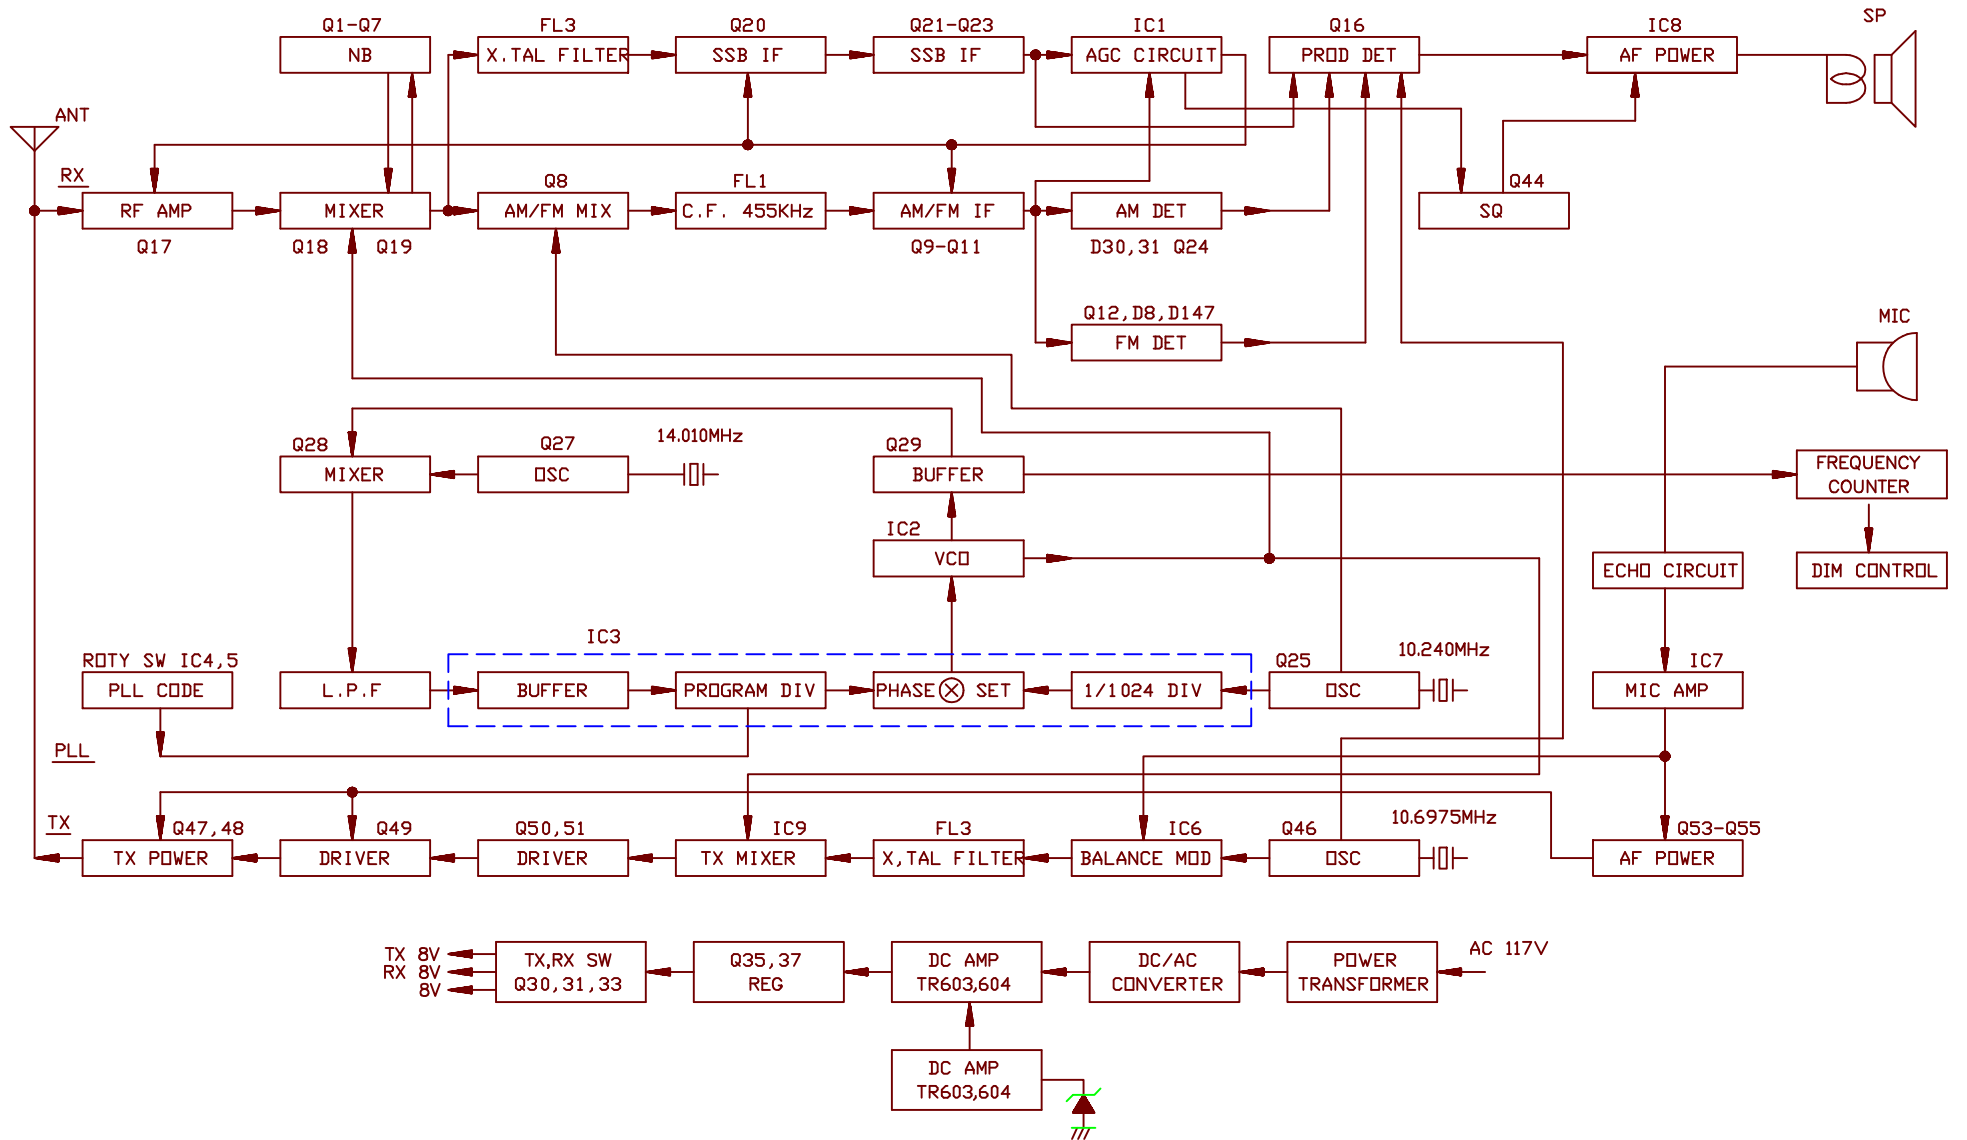 Q1-Q7
FL3
Q20
Q21-Q23
IC1
Q16
IC8
SP
NB
X.TAL FILTER
SSB IF
SSB IF
AGC CIRCUIT
PROD DET
AF POWER
ANT
RX
Q8
FL1
Q44
RF AMP
MIXER
AM/FM MIX
C.F. 455KHz
AM/FM IF
AM DET
SQ
Q17
Q18
Q19
Q9-Q11
D30,31 Q24
Q12,D8,D147
MIC
FM DET
Q28
Q27
14.010MHz
Q29
MIXER
OSC
BUFFER
FREQUENCY
COUNTER
IC2
VCO
ECHO CIRCUIT
DIM CONTROL
IC3
10.240MHz
ROTY SW IC4,5
Q25
IC7
PLL CODE
L.P.F
BUFFER
PROGRAM DIV
PHASE SET
1/1024 DIV
OSC
MIC AMP
PLL
TX
Q47,48
Q49
Q50,51
IC9
FL3
IC6
Q46
10.6975MHz
Q53-Q55
TX POWER
DRIVER
DRIVER
TX MIXER
X,TAL FILTER
BALANCE MOD
OSC
AF POWER
TX 8V
RX 8V
8V
TX,RX SW
Q30,31,33
Q35,37
REG
DC AMP
TR603,604
DC/AC
CONVERTER
POWER
TRANSFORMER
AC 117V
DC AMP
TR603,604